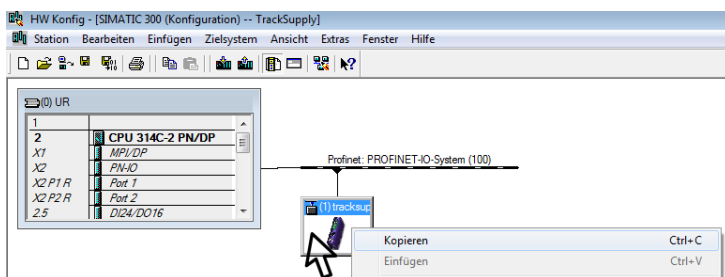 HW Konfig - [SIMATIC 300 (Konfiguration) -- TrackSupply]
Station Bearbeiten Einfügen Zielsystem Ansicht Extras Fenster Hilfe
(0) UR
1
2 CPU 314C-2 PN/DP
X1 MPI/DP
X2 PN-IO
X2 P1 R Port 1
X2 P2 R Port 2
2.5 DI24/DO16
Profinet: PROFINET-IO-System (100)
(1) tracksup
Kopieren Ctrl+C
Einfügen Ctrl+V